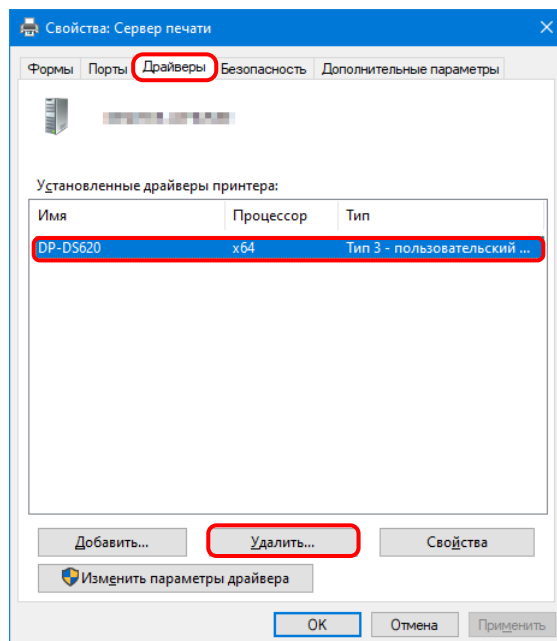 Свойства: Сервер печати
Формы Порты Драйверы Безопасность Дополнительные параметры
Установленные драйверы принтера:
Имя Процессор Тип
DP-DS620 x64 Тип 3 - пользовательский ...
Добавить... Удалить... Свойства
Изменить параметры драйвера
OK Отмена Применить